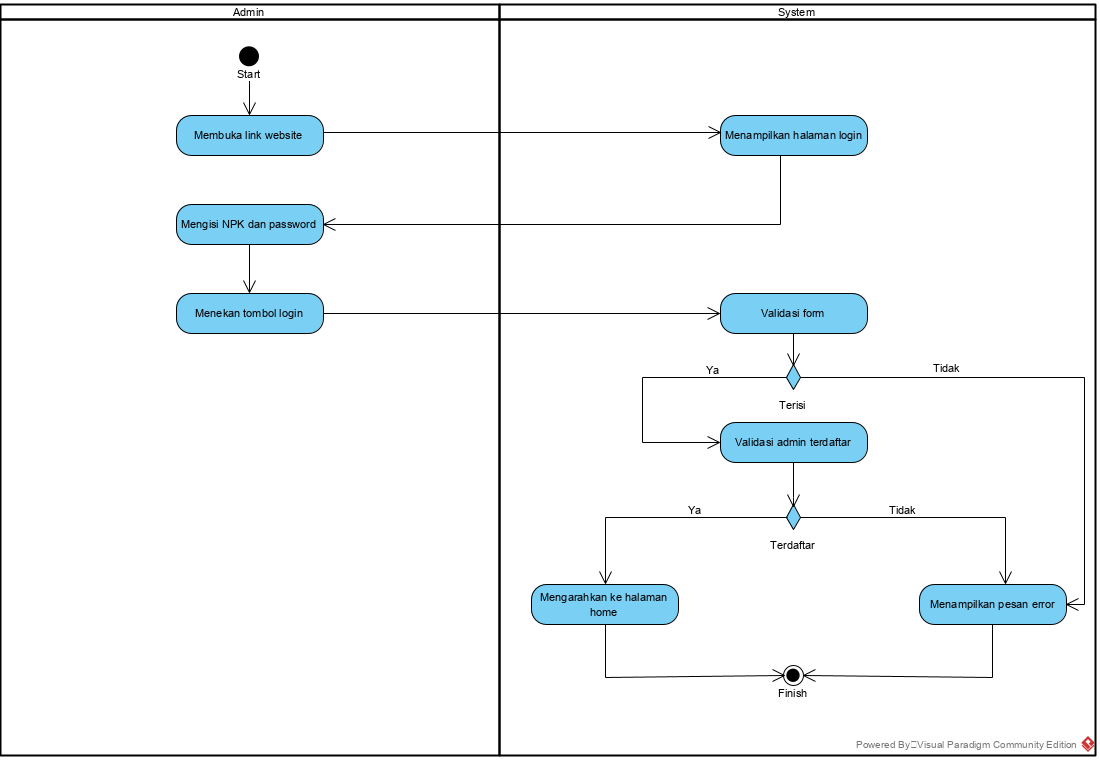 Admin
System
Start
Membuka link website
Menampilkan halaman login
Mengisi NPK dan password
Menekan tombol login
Validasi form
Ya
Tidak
Terisi
Validasi admin terdaftar
Ya
Tidak
Terdaftar
Mengarahkan ke halaman
home
Menampilkan pesan error
Finish
Powered By Visual Paradigm Community Edition